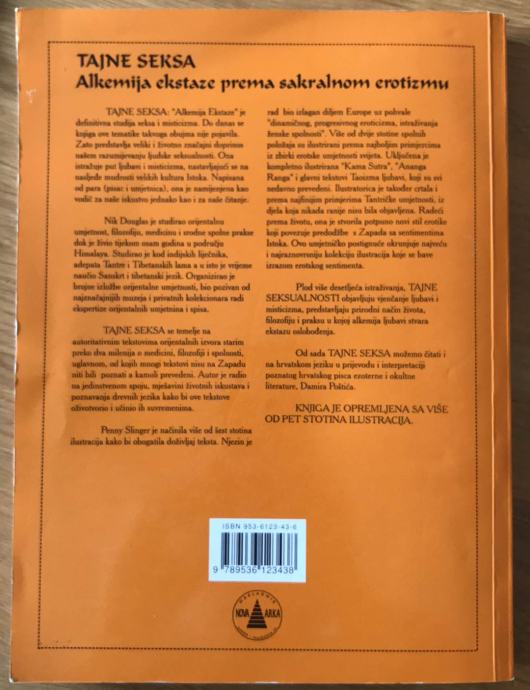 TAJNE SEKSA
Alkemija ekstaze prema sakralnom erotizmu
TAJNE SEKSA: "Alkemija Ekstaze" je
definitivna studija seksa i misticizma. Do danas se
knjiga ove tematike takvoga obujma nije pojavila.
Zato predstavlja veliki i životno značajni doprinos
našem razumijevanju ljudske seksualnosti. Ona
istražuje put ljubavi i misticizma, nastavljajući se na
nasljeđe mudrosti velikih kultura Istoka. Napisana
od para (pisac i umjetnica), ona je namijenjena kao
vodič za naše iskustvo jednako kao i za naše čitanje.
Nik Douglas je studirao orijentalnu
umjetnost, filozofiju, medicinu i srodne spolne prakse
dok je živio tijekom osam godina u području
Himalaya. Studirao je kod indijskih liječnika,
adepata Tantre i Tibetanskih lama a u isto je vrijeme
naučio Sanskrt i tibetanski jezik. Organizirao je
brojne izložbe orijentalne umjetnosti, bio pozivan od
najznačajnijih muzeja i privatnih kolekcionara radi
ekspertize orijentalnih umjetnina i spisa.
TAJNE SEKSA se temelje na
autoritativnim tekstovima orijentalnih izvora starim
preko dva milenija o medicini, filozofiji i spolnosti,
uglavnom, od kojih mnogi tekstovi nisu na Zapadu
niti bili poznati a kamoli prevedeni. Autor je radio
na jedinstvenom spoju, mješavini životnih iskustava i
poznavanja drevnih jezika kako bi ove tekstove
oživotvorio i učinio ih suvremenima.
Penny Slinger je načinila više od šest stotina
ilustracija kako bi obogatila doživljaj teksta. Njezin je
rad bio izlagan diljem Europe uz pohvale
"dinamičnog, progresivnog eroticizma, istraživanja
ženske spolnosti". Više od dvije stotine spolnih
položaja su ilustrirani prema najboljim primjercima
iz zbirki erotske umjetnosti svijeta. Uključena je
kompletno ilustrirana "Kama Sutra", "Ananga
Ranga" i glavni tekstovi Taoizma ljubavi, koji su svi
nedavno prevedeni. Ilustratorica je također crtala i
prema najfinijim primjerima Tantričke umjetnosti, iz
djela koja nikada ranije nisu bila objavljena. Radeći
prema životu, ona je stvorila potpuno novi stil erotike
koji povezuje predodžbe s Zapada sa sentimentima
Istoka. Ovo umjetničko postignuće okrunjuje najveću
i najraznovrsniju kolekciju ilustracija koje se bave
izrazom erotskog sentimenta.
Plod više desetljeća istraživanja, TAJNE
SEKSUALNOSTI objavljuju vjenčanje ljubavi i
misticizma, predstavljaju prirodni način života,
filozofiju i praksu u kojoj alkemija ljubavi stvara
ekstazu oslobođenja.
Od sada TAJNE SEKSA možemo čitati i
na hrvatskom jeziku u prijevodu i interpretaciji
poznatog hrvatskog pisca ezoterne i okultne
literature, Damira Poštića.
KNJIGA JE OPREMLJENA SA VIŠE
OD PET STOTINA ILUSTRACIJA.
ISBN 953-6123-43-6
9 789536 123438
NOVA ARKA